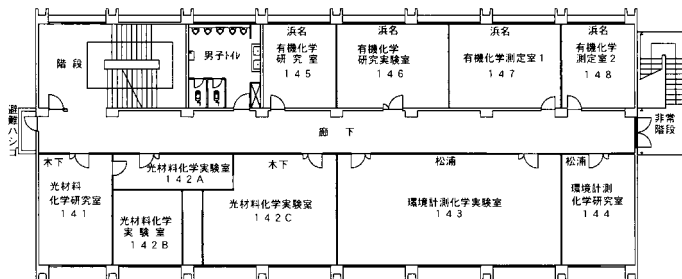 階 段
男子トイレ
浜名
有機化学
研 究 室
１４５
浜名
有機化学
研究実験室
１４６
浜名
有機化学測定室１
１４７
浜名
有機化学
測定室２
１４８
避難ハシゴ
廊 下
非常
階段
木下
光材料
化学研究室
１４１
光材料化学実験室
１４２Ａ
光材料化学
実 験 室
１４２Ｂ
木下
光材料化学実験室
１４２Ｃ
松浦
環境計測化学実験室
１４３
松浦
環境計測
化学研究室
１４４